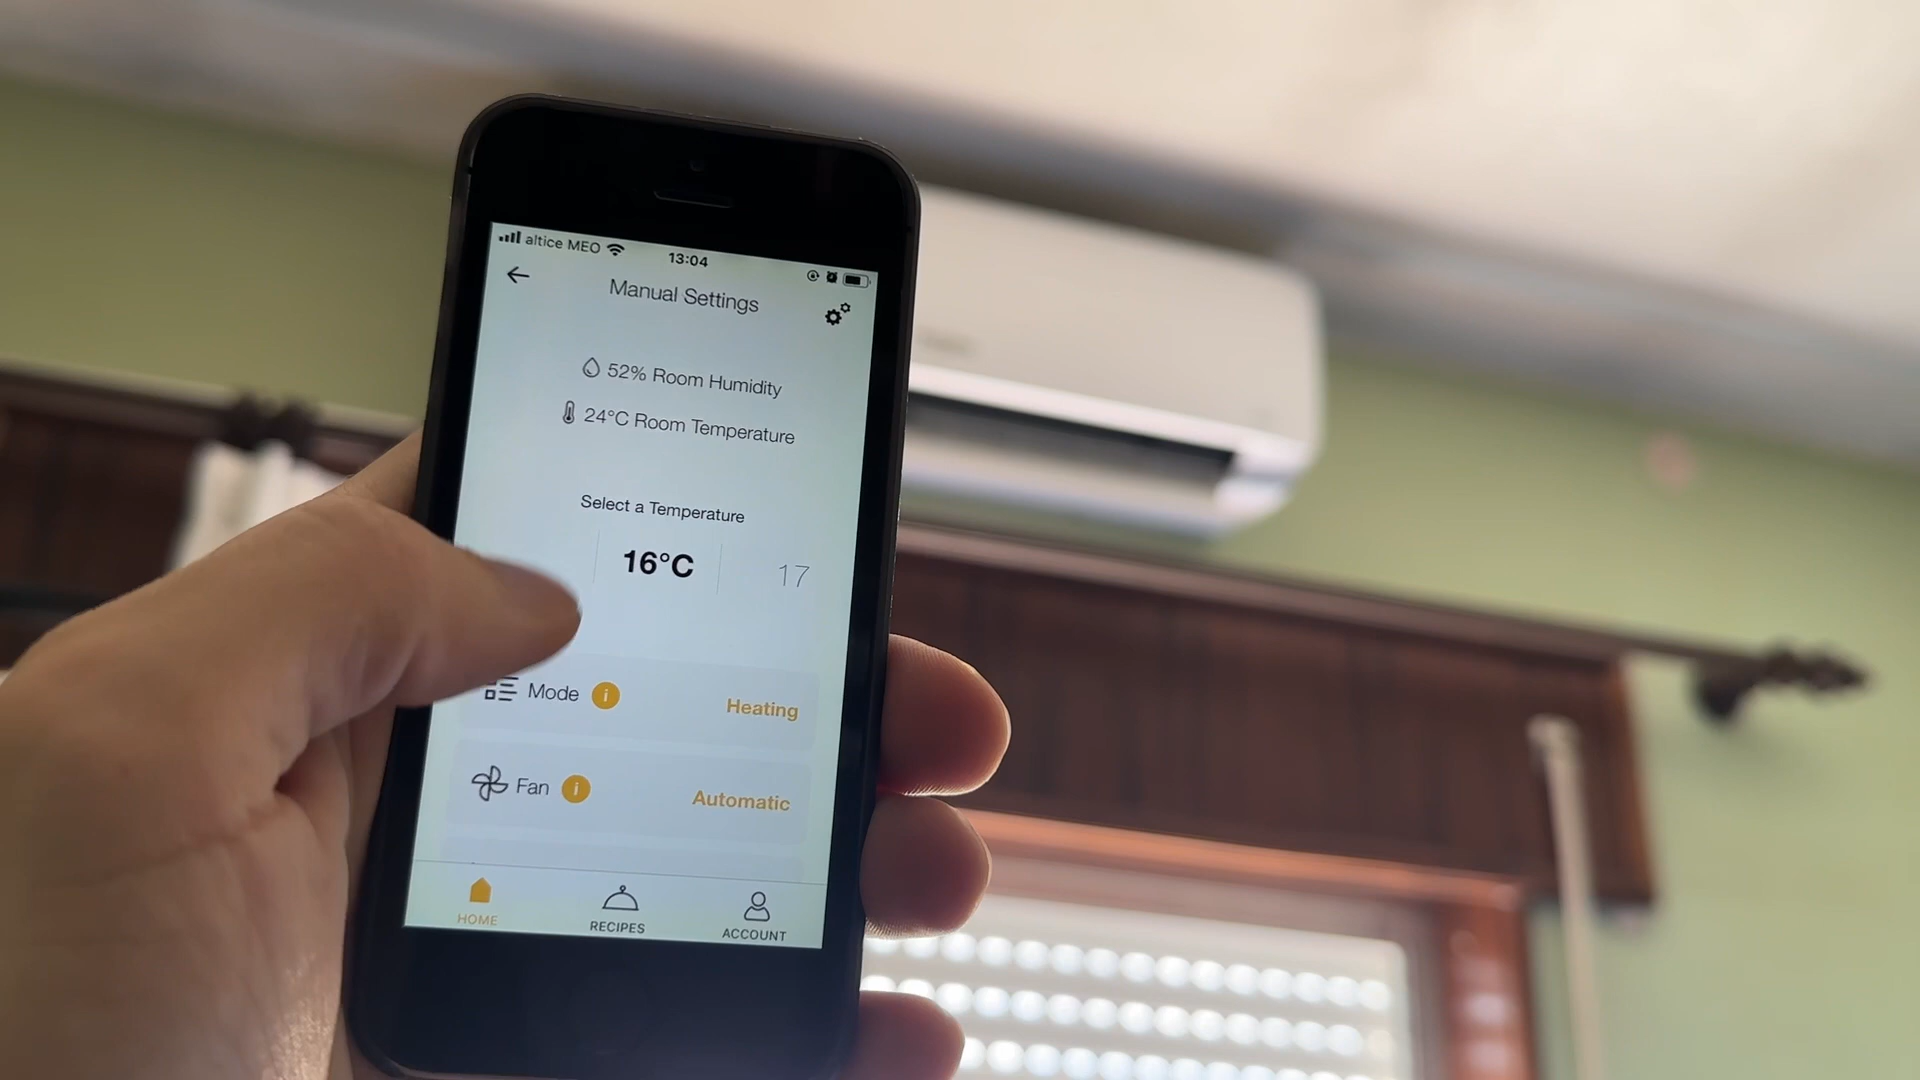 altice MEO 13:04
Manual Settings
52% Room Humidity
24°C Room Temperature
Select a Temperature
16°C 17
Mode i Heating
Fan i Automatic
HOME RECIPES ACCOUNT